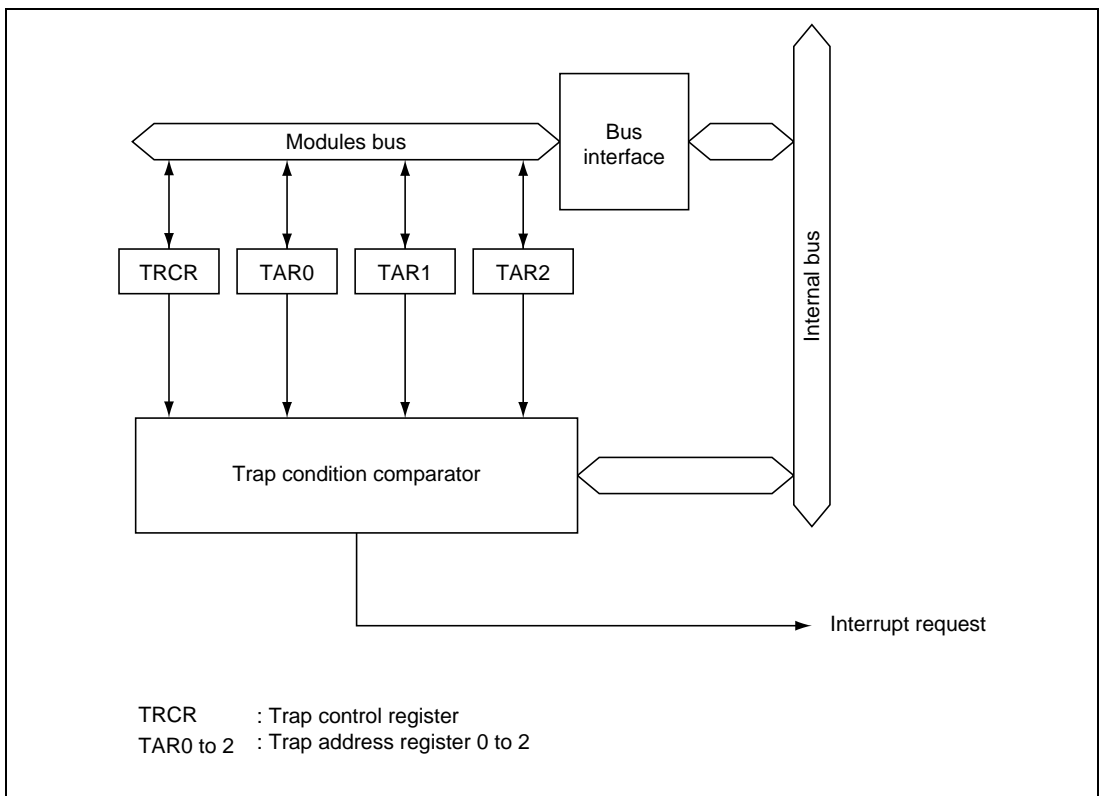 Modules bus
Bus
interface
Internal bus
TRCR
TAR0
TAR1
TAR2
Trap condition comparator
Interrupt request
TRCR : Trap control register
TAR0 to 2 : Trap address register 0 to 2